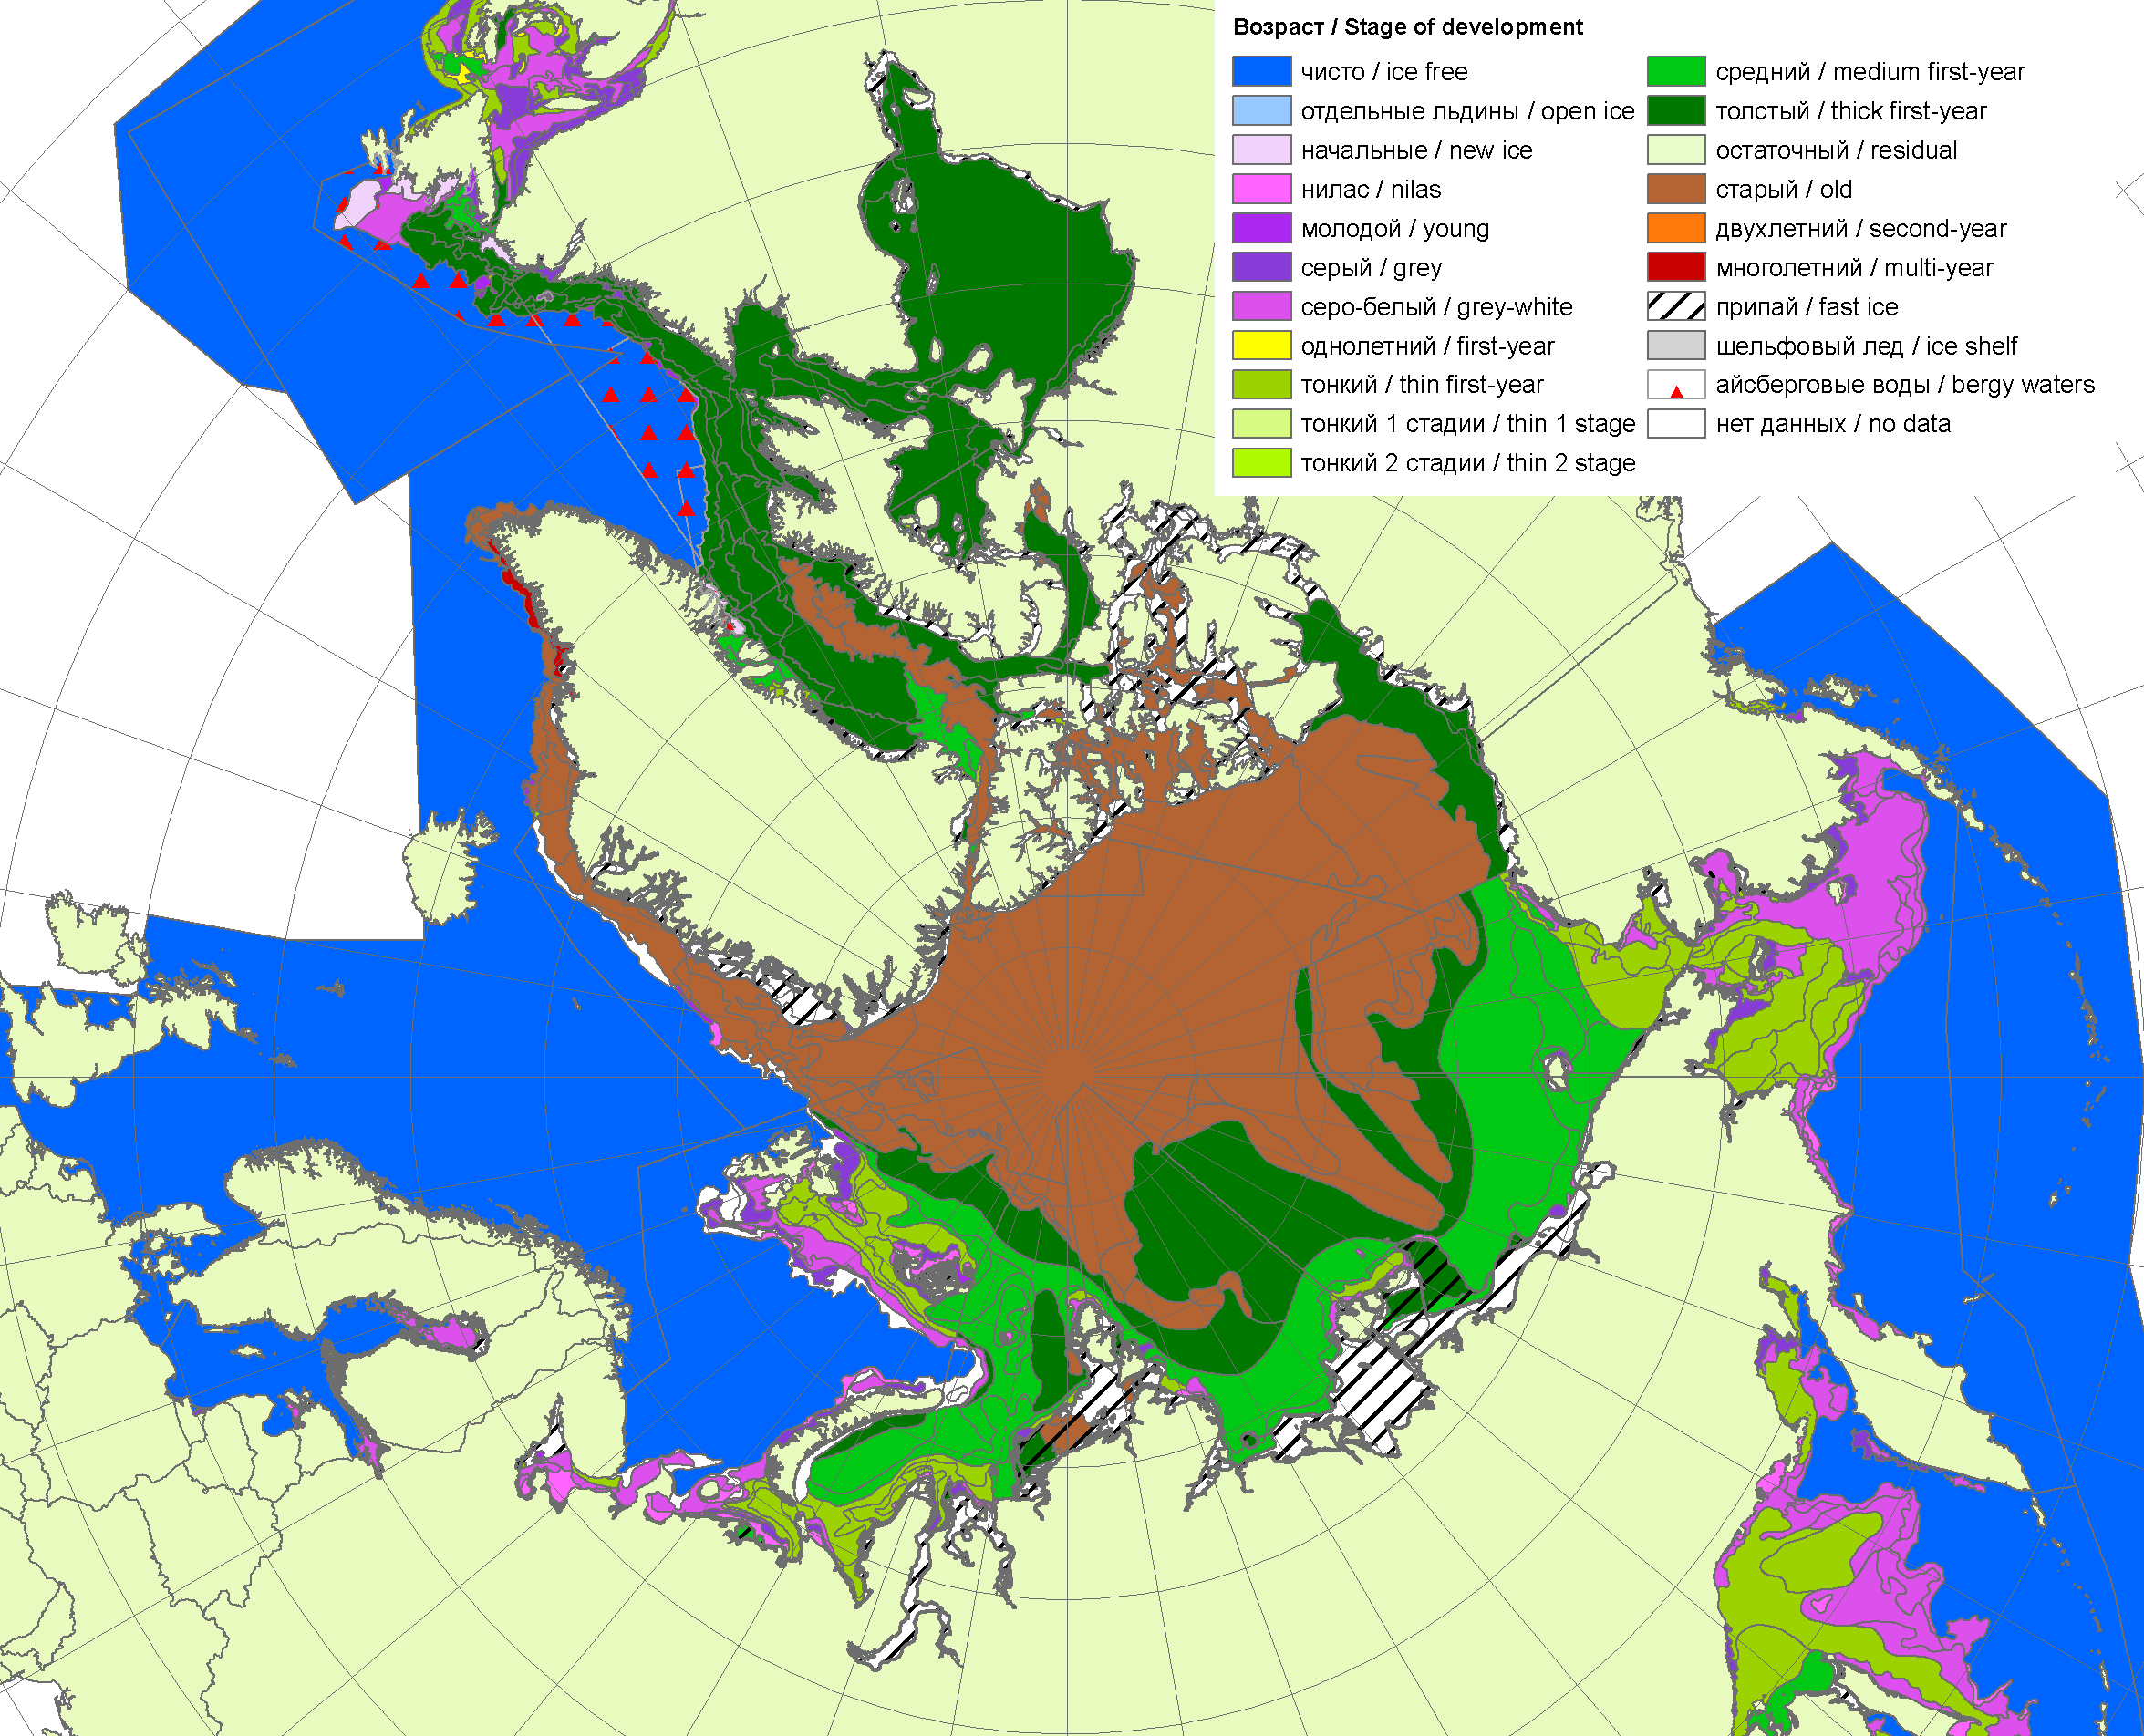 Возраст / Stage of development
чисто / ice free
отдельные льдины / open ice
начальные / new ice
нилас / nilas
молодой / young
серый / grey
серо-белый / grey-white
однолетний / first-year
тонкий / thin first-year
тонкий 1 стадии / thin 1 stage
тонкий 2 стадии / thin 2 stage
средний / medium first-year
толстый / thick first-year
остаточный / residual
старый / old
двухлетний / second-year
многолетний / multi-year
припай / fast ice
шельфовый лед / ice shelf
айсберговые воды / bergy waters
нет данных / no data